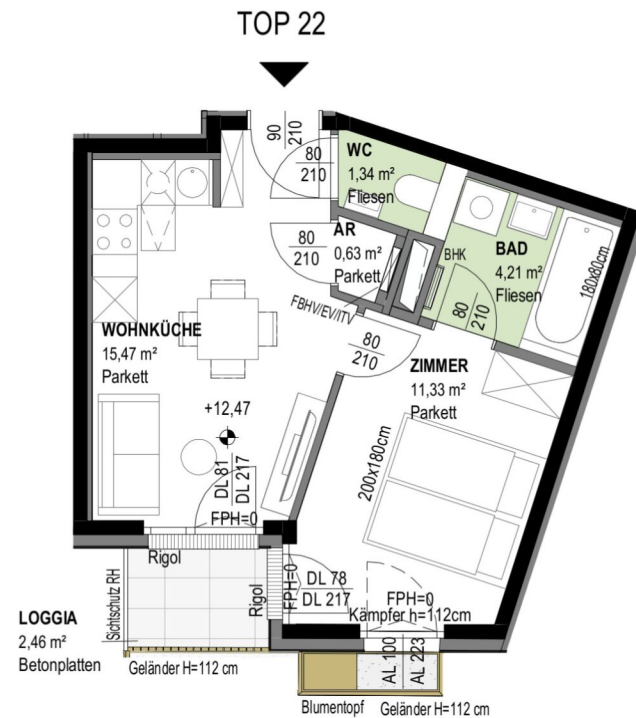 TOP 22
90
210
80
210
WC
1,34 m²
Fliesen
80
210
AR
0,63 m²
Parkett
BHK
BAD
4,21 m²
Fliesen
180x80cm
80
210
FBHV/EV/ITV
WOHNKÜCHE
15,47 m²
Parkett
80
210
ZIMMER
11,33 m²
Parkett
+12,47
200x180cm
DL 81
DL 217
FPH=0
Rigol
Sichtschutz RH
Rigol
FPH=0
DL 78
DL 217
FPH=0
Kämpfer h=112cm
LOGGIA
2,46 m²
Betonplatten
AL 100
AL 223
Geländer H=112 cm
Blumentopf
Geländer H=112 cm